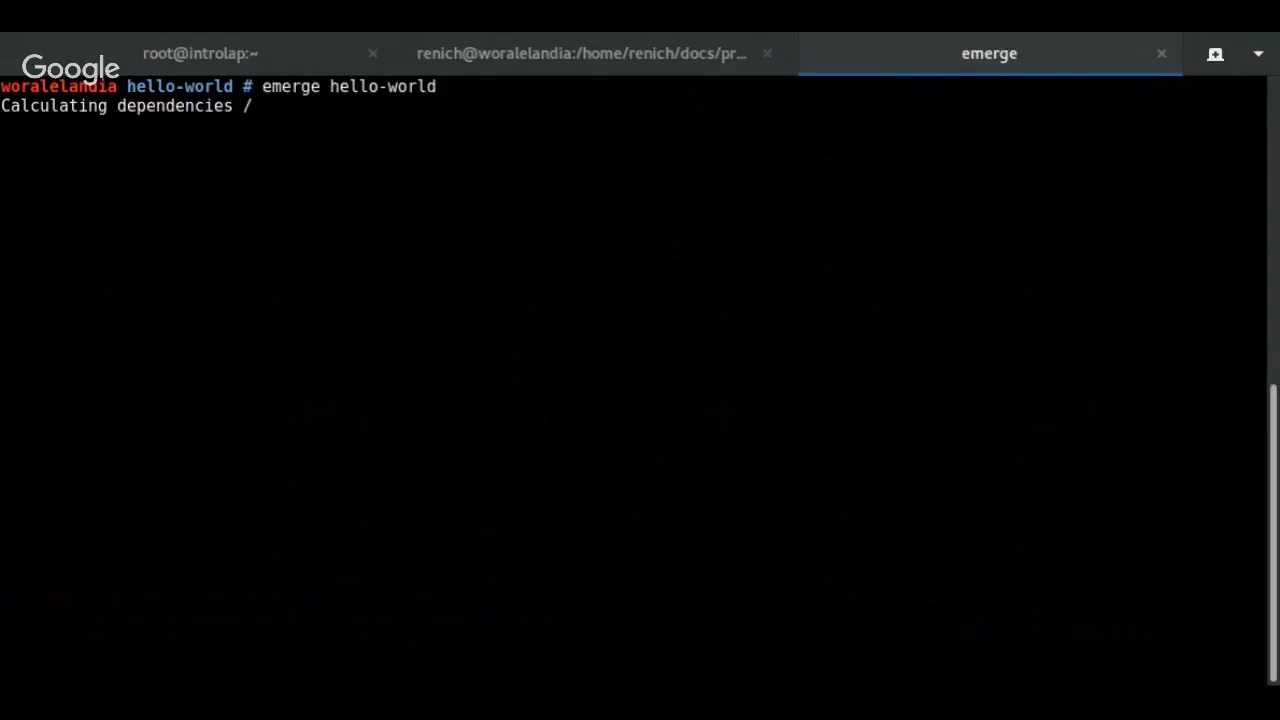 Google
root@introlap:~
renich@woralelandia:/home/renich/docs/pr...
emerge
woralelandia hello-world # emerge hello-world
Calculating dependencies /